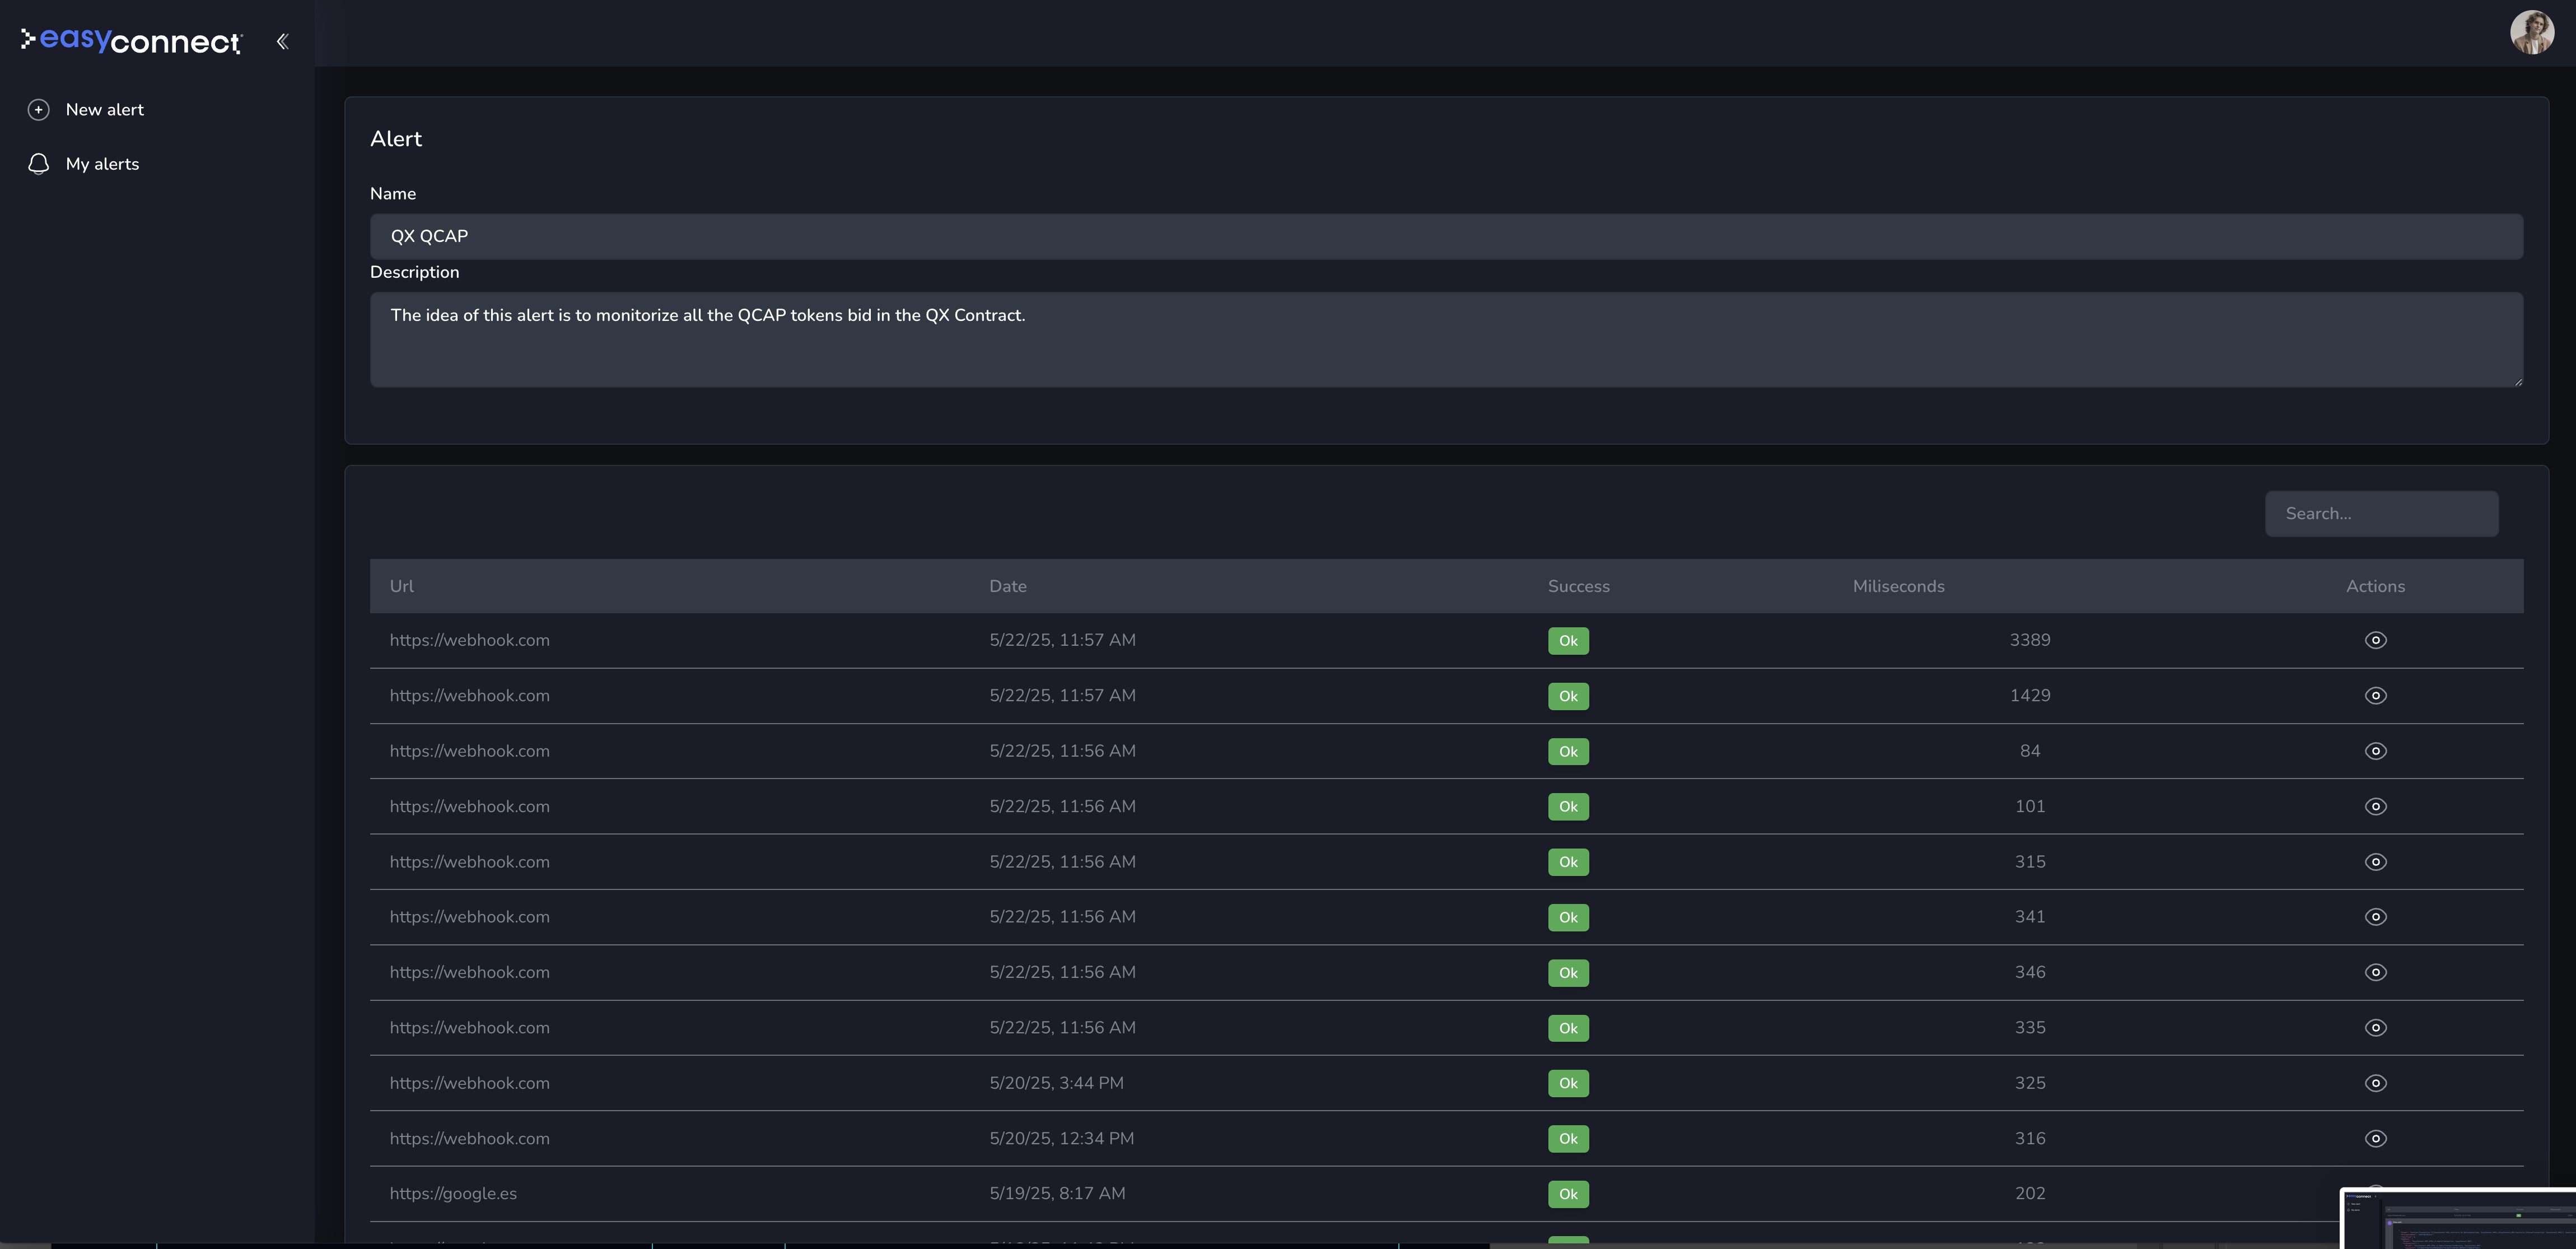 easyconnect
New alert
My alerts
Alert
Name
QX QCAP
Description
The idea of this alert is to monitorize all the QCAP tokens bid in the QX Contract.
Search...
Url Date Success Miliseconds Actions
https://webhook.com 5/22/25, 11:57 AM Ok 3389
https://webhook.com 5/22/25, 11:57 AM Ok 1429
https://webhook.com 5/22/25, 11:56 AM Ok 84
https://webhook.com 5/22/25, 11:56 AM Ok 101
https://webhook.com 5/22/25, 11:56 AM Ok 315
https://webhook.com 5/22/25, 11:56 AM Ok 341
https://webhook.com 5/22/25, 11:56 AM Ok 346
https://webhook.com 5/22/25, 11:56 AM Ok 335
https://webhook.com 5/20/25, 3:44 PM Ok 325
https://webhook.com 5/20/25, 12:34 PM Ok 316
https://google.es 5/19/25, 8:17 AM Ok 202